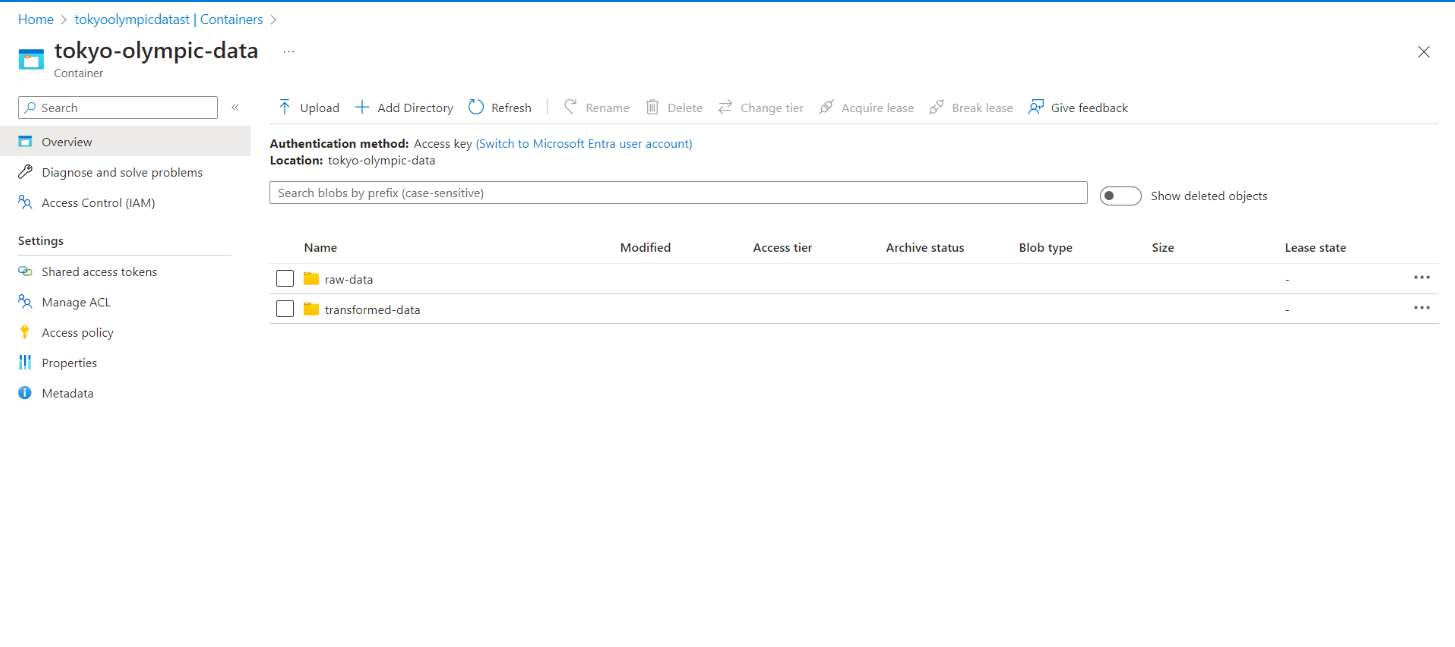 Home > tokyoolympicdatast | Containers >
tokyo-olympic-data ...
Container
Search «
Overview
Diagnose and solve problems
Access Control (IAM)
Settings
Shared access tokens
Manage ACL
Access policy
Properties
Metadata
Upload Add Directory Refresh Rename Delete Change tier Acquire lease Break lease Give feedback
Authentication method: Access key (Switch to Microsoft Entra user account)
Location: tokyo-olympic-data
Search blobs by prefix (case-sensitive) Show deleted objects
Name Modified Access tier Archive status Blob type Size Lease state
raw-data - ...
transformed-data - ...